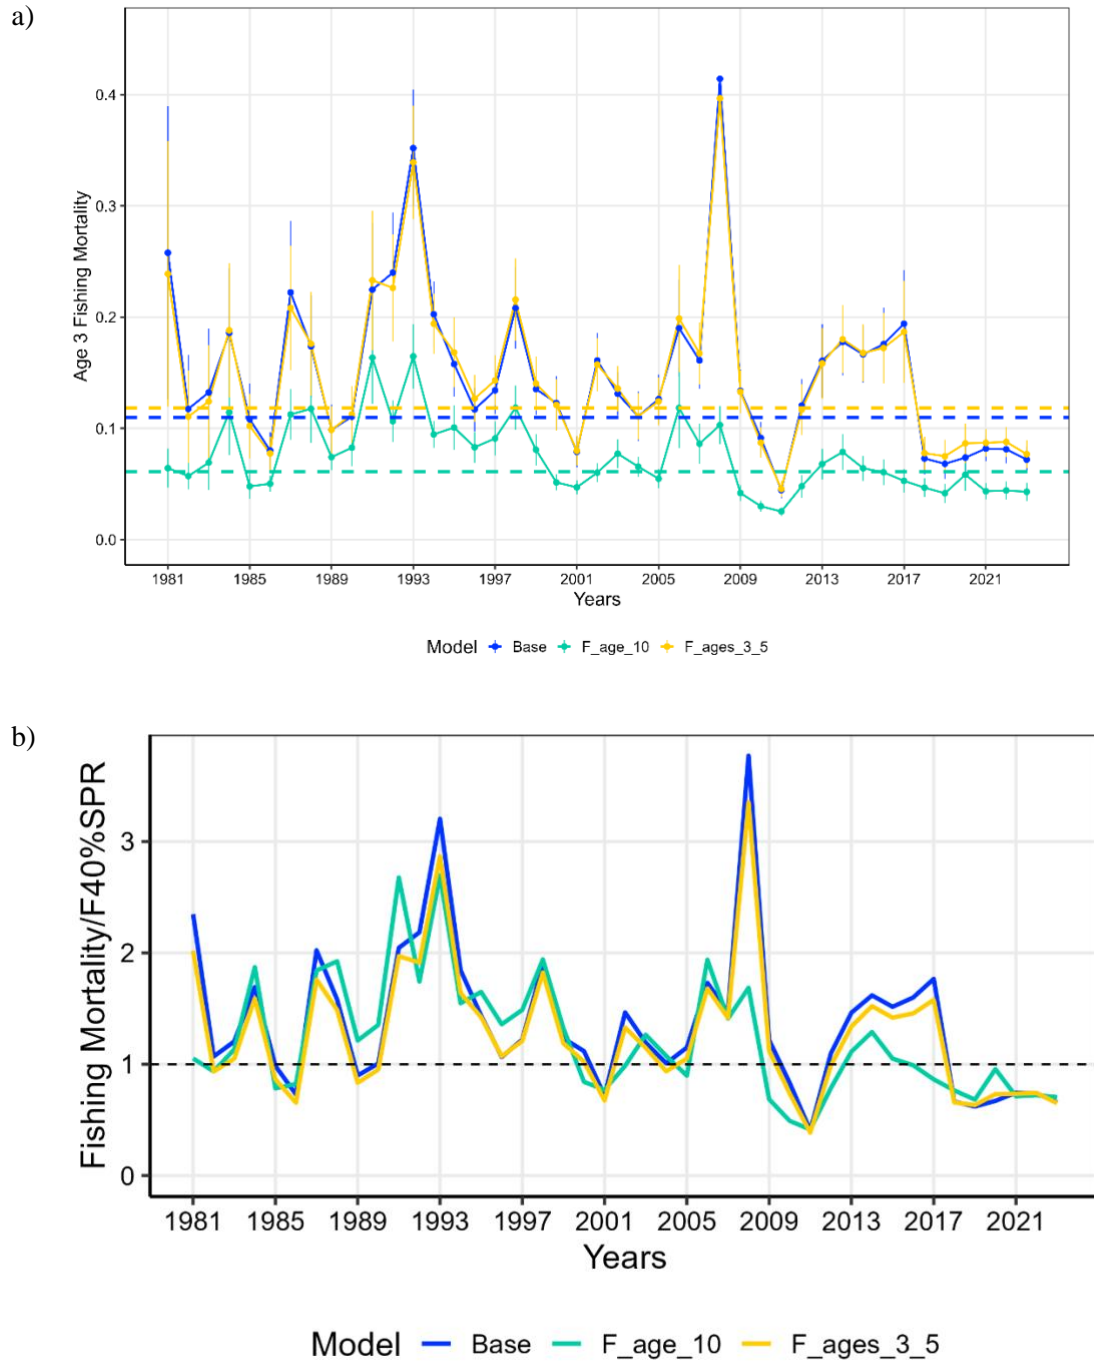 a)
Age 3 Fishing Mortality
0.4
0.3
0.2
0.1
0.0
1981 1985 1989 1993 1997 2001 2005 2009 2013 2017 2021
Years
Model Base F_age_10 F_ages_3_5
b)
Fishing Mortality/F40%SPR
3
2
1
0
1981 1985 1989 1993 1997 2001 2005 2009 2013 2017 2021
Years
Model Base F_age_10 F_ages_3_5